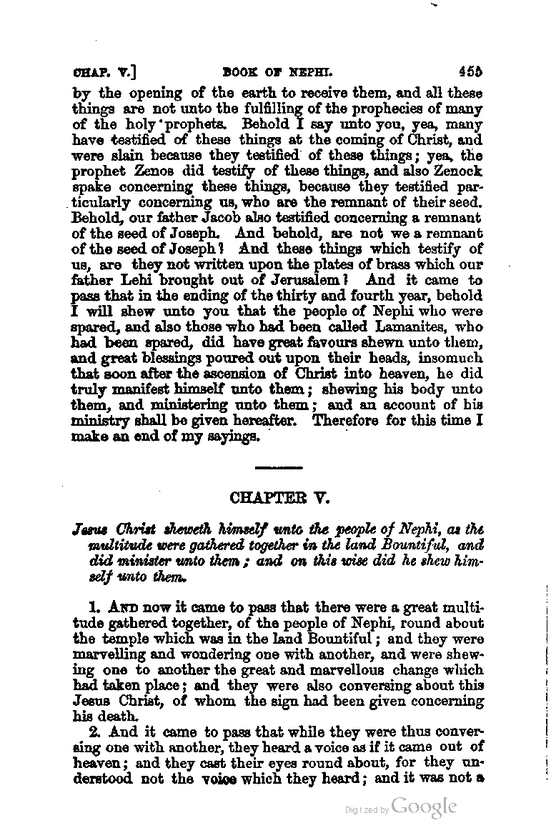 CHAP. V.] BOOK OF NEPHI. 455
by the opening of the earth to receive them, and all these
things are not unto the fulfilling of the prophecies of many
of the holy prophets. Behold I say unto you, yea, many
have testified of these things at the coming of Christ, and
were slain because they testified of these things; yea, the
prophet Zenos did testify of these things, and also Zenock
spake concerning these things, because they testified par-
ticularly concerning us, who are the remnant of their seed.
Behold, our father Jacob also testified concerning a remnant
of the seed of Joseph. And behold, are not we a remnant
of the seed of Joseph? And these things which testify of
us, are they not written upon the plates of brass which our
father Lehi brought out of Jerusalem? And it came to
pass that in the ending of the thirty and fourth year, behold
I will shew unto you that the people of Nephi who were
spared, and also those who had been called Lamanites, who
had been spared, did have great favours shewn unto them,
and great blessings poured out upon their heads, insomuch
that soon after the ascension of Christ into heaven, he did
truly manifest himself unto them; shewing his body unto
them, and ministering unto them; and an account of his
ministry shall be given hereafter. Therefore for this time I
make an end of my sayings.
CHAPTER V.
Jesus Christ sheweth himself unto the people of Nephi, as the
multitude were gathered together in the land Bountiful, and
did minister unto them; and on this wise did he shew him-
self unto them.
1. AND now it came to pass that there were a great multi-
tude gathered together, of the people of Nephi, round about
the temple which was in the land Bountiful; and they were
marvelling and wondering one with another, and were shew-
ing one to another the great and marvellous change which
had taken place; and they were also conversing about this
Jesus Christ, of whom the sign had been given concerning
his death.
2. And it came to pass that while they were thus conver-
sing one with another, they heard a voice as if it came out of
heaven; and they cast their eyes round about, for they un-
derstood not the voice which they heard; and it was not a
Digitized by Google